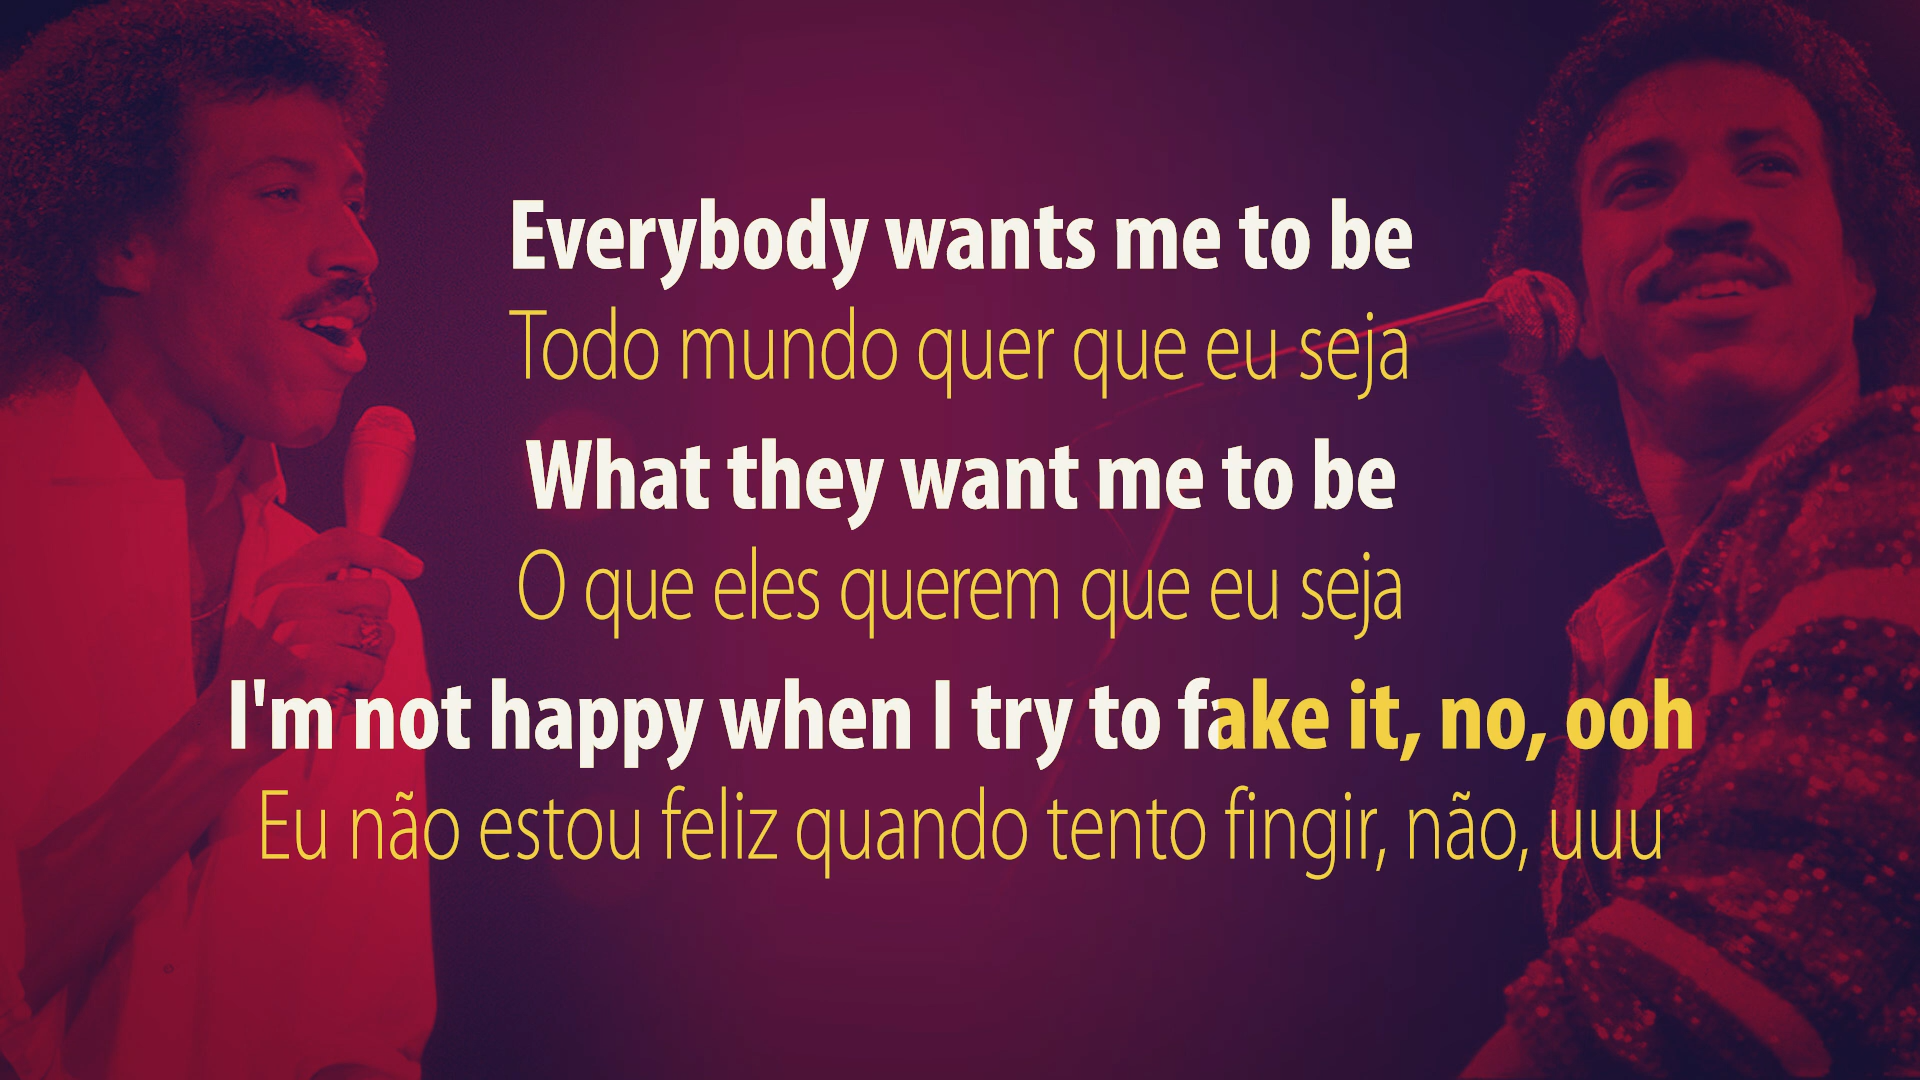 Everybody wants me to be
Todo mundo quer que eu seja
What they want me to be
O que eles querem que eu seja
I'm not happy when I try to fake it, no, ooh
Eu não estou feliz quando tento fingir, não, uuu